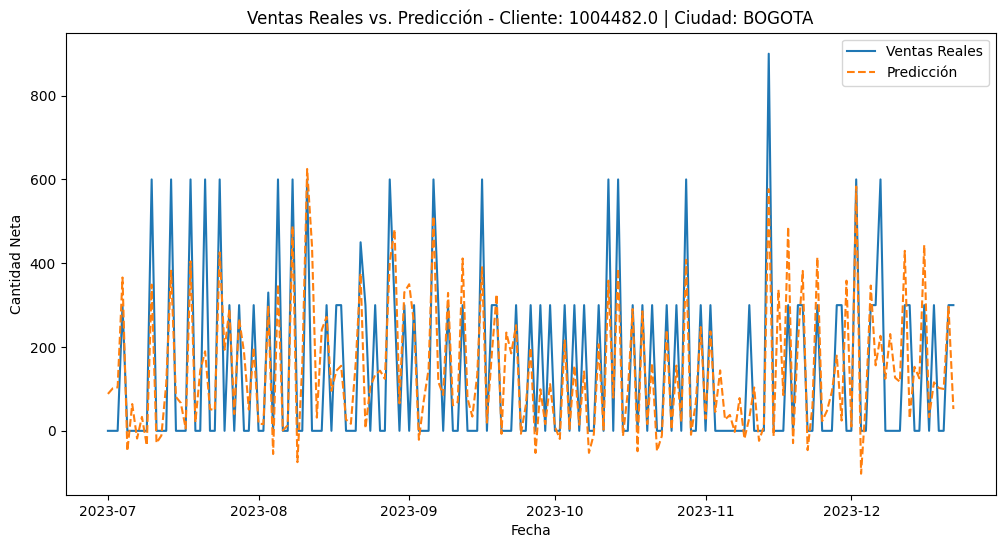 Ventas Reales vs. Predicción - Cliente: 1004482.0 | Ciudad: BOGOTA
Ventas Reales
Predicción
Cantidad Neta
800
600
400
200
0
2023-07
2023-08
2023-09
2023-10
2023-11
2023-12
Fecha